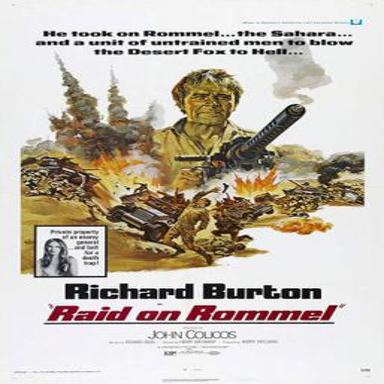 He took on Rommel...the Sahara...
and a unit of untrained men to blow
the Desert Fox to Hell...
Private property
of an enemy
general
...and bait
for a
death
trap!
Richard Burton
"Raid on Rommel"
JOHN COLICOS